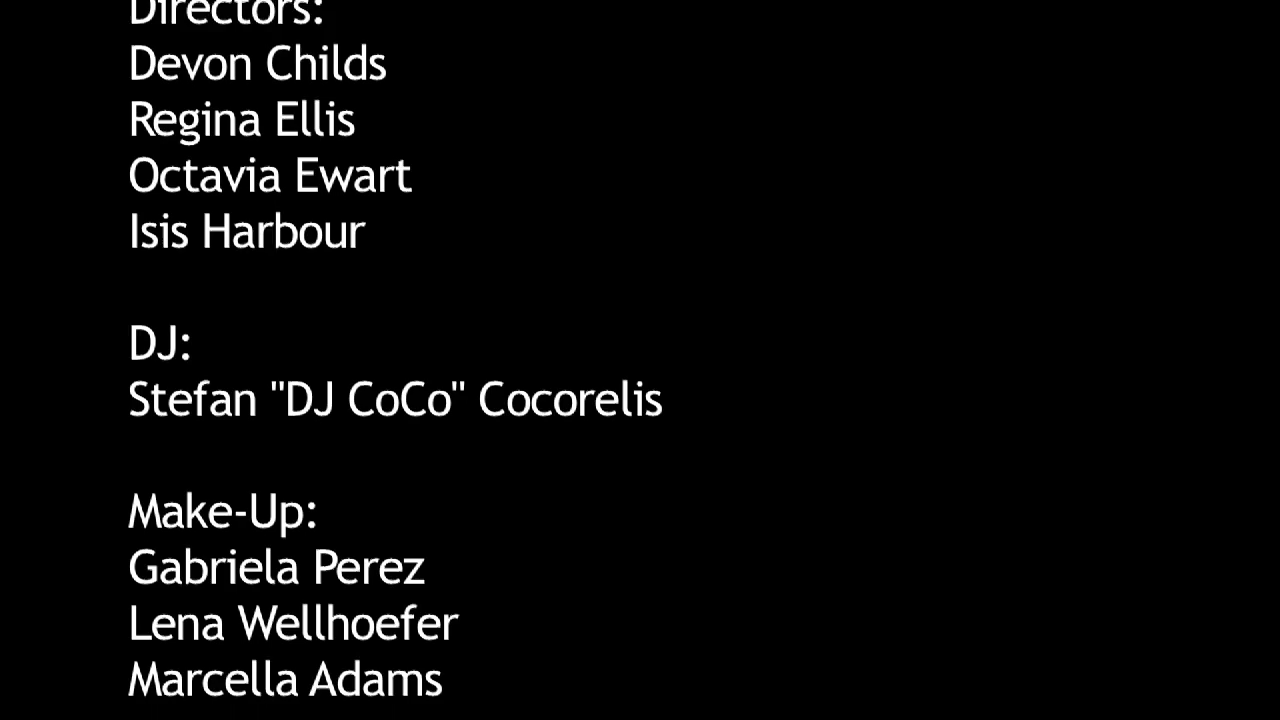 Directors:
Devon Childs
Regina Ellis
Octavia Ewart
Isis Harbour
DJ:
Stefan "DJ CoCo" Cocorelis
Make-Up:
Gabriela Perez
Lena Wellhoefer
Marcella Adams